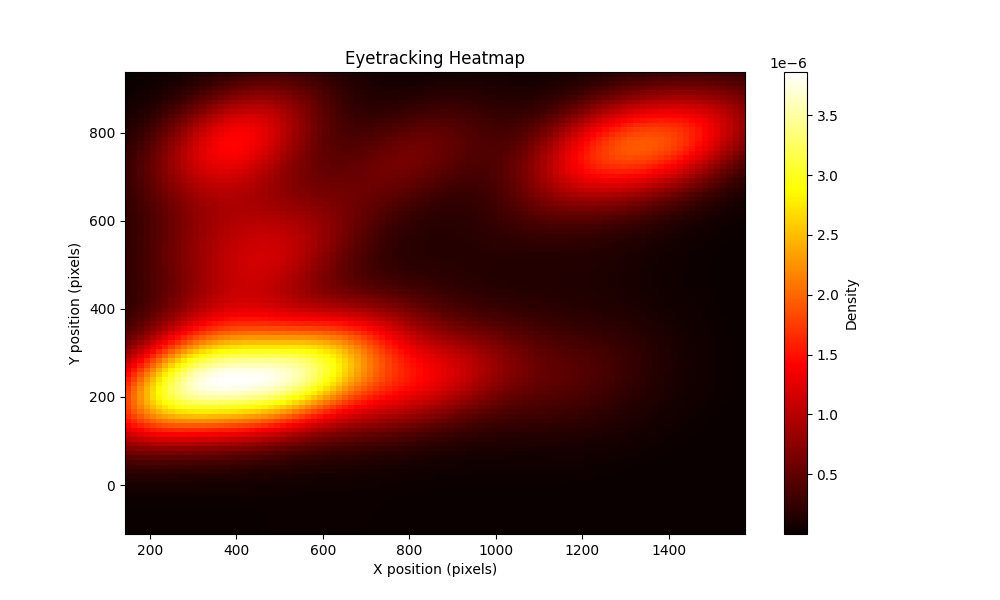 Eyetracking Heatmap
1e−6
3.5
3.0
2.5
2.0
1.5
1.0
0.5
Density
800
600
400
200
0
Y position (pixels)
200 400 600 800 1000 1200 1400
X position (pixels)